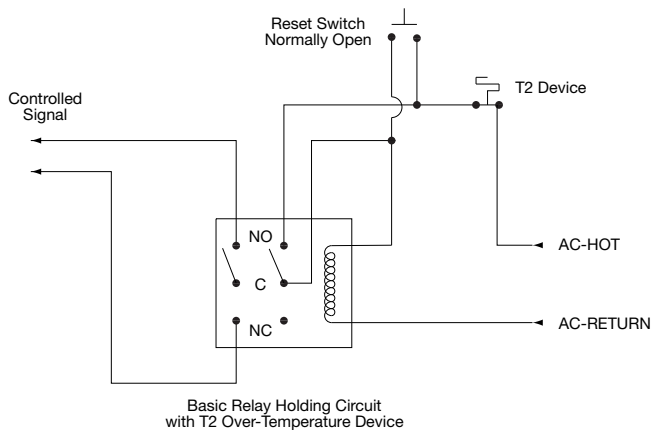 Reset Switch
Normally Open
T2 Device
Controlled
Signal
NO
AC-HOT
C
AC-RETURN
NC
Basic Relay Holding Circuit
with T2 Over-Temperature Device